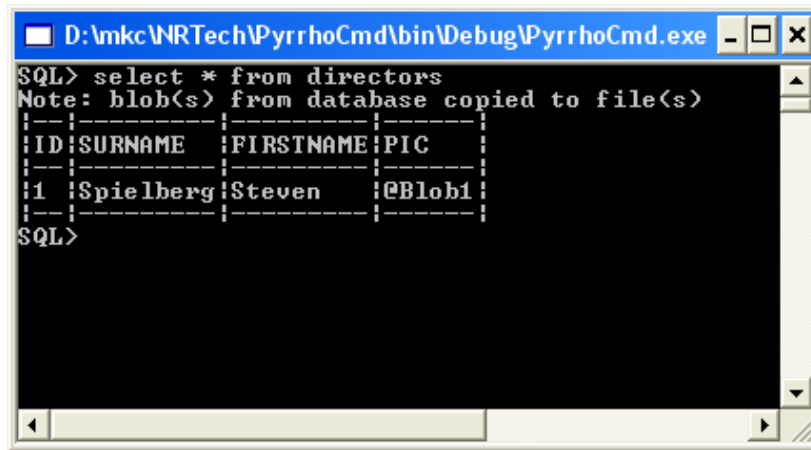 D:\mkc\NRTech\PyrrhoCmd\bin\Debug\PyrrhoCmd.exe
SQL> select * from directors
Note: blob(s) from database copied to file(s)
|--|---------|---------|------|
|ID|SURNAME  |FIRSTNAME|PIC   |
|--|---------|---------|------|
|1 |Spielberg|Steven   |@Blob1|
|--|---------|---------|------|
SQL>